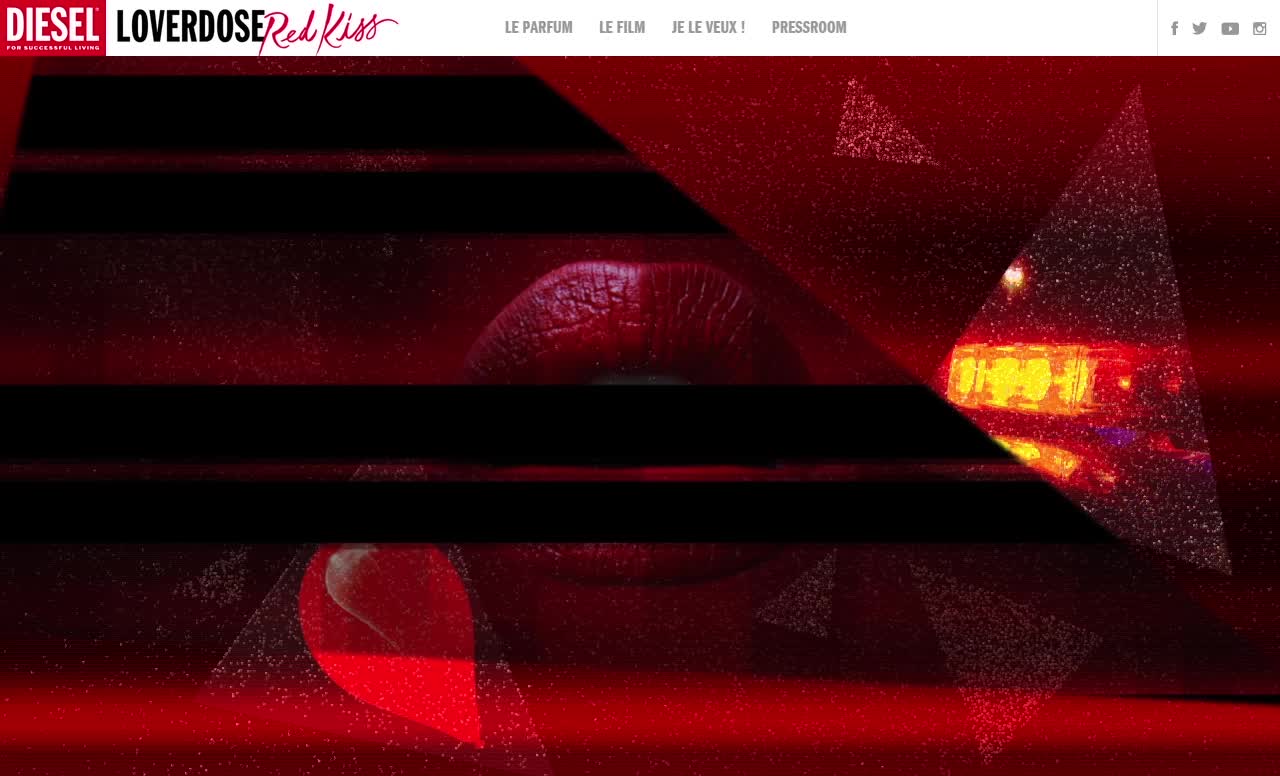 DIESEL
FOR SUCCESSFUL LIVING
LOVERDOSE Red Kiss
LE PARFUM LE FILM JE LE VEUX ! PRESSROOM